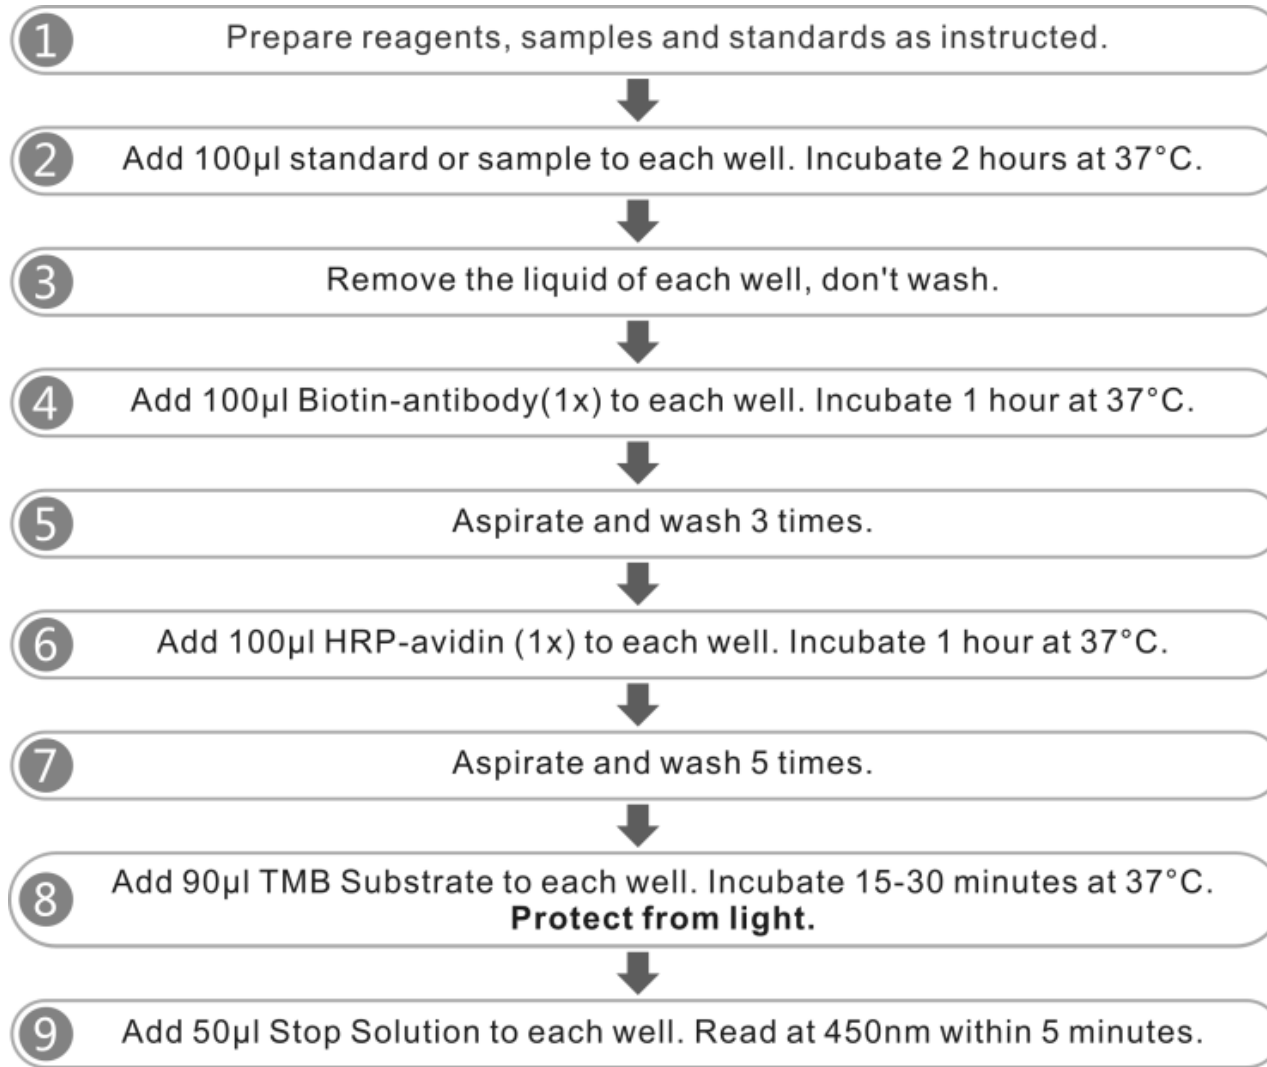 1 Prepare reagents, samples and standards as instructed.
2 Add 100μl standard or sample to each well. Incubate 2 hours at 37°C.
3 Remove the liquid of each well, don't wash.
4 Add 100μl Biotin-antibody(1x) to each well. Incubate 1 hour at 37°C.
5 Aspirate and wash 3 times.
6 Add 100μl HRP-avidin (1x) to each well. Incubate 1 hour at 37°C.
7 Aspirate and wash 5 times.
8 Add 90μl TMB Substrate to each well. Incubate 15-30 minutes at 37°C.
Protect from light.
9 Add 50μl Stop Solution to each well. Read at 450nm within 5 minutes.